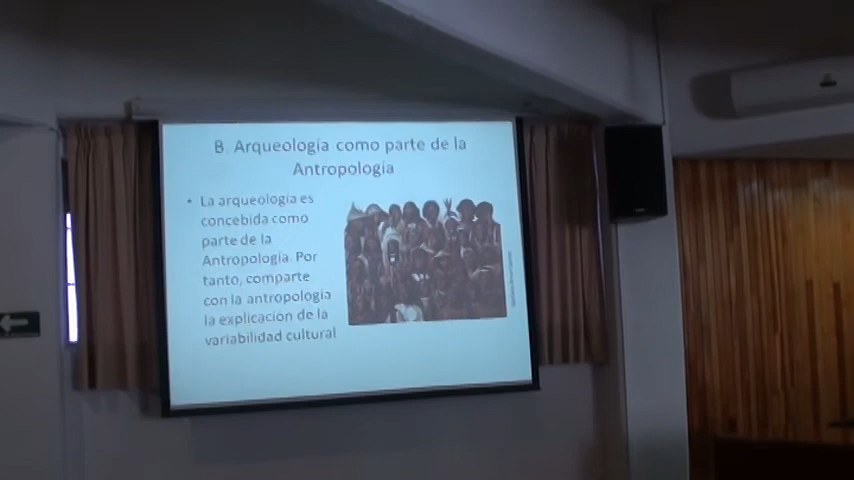 B. Arqueología como parte de la
Antropología
• La arqueología es
concebida como
parte de la
Antropología. Por
tanto, comparte
con la antropología
la explicación de la
variabilidad cultural